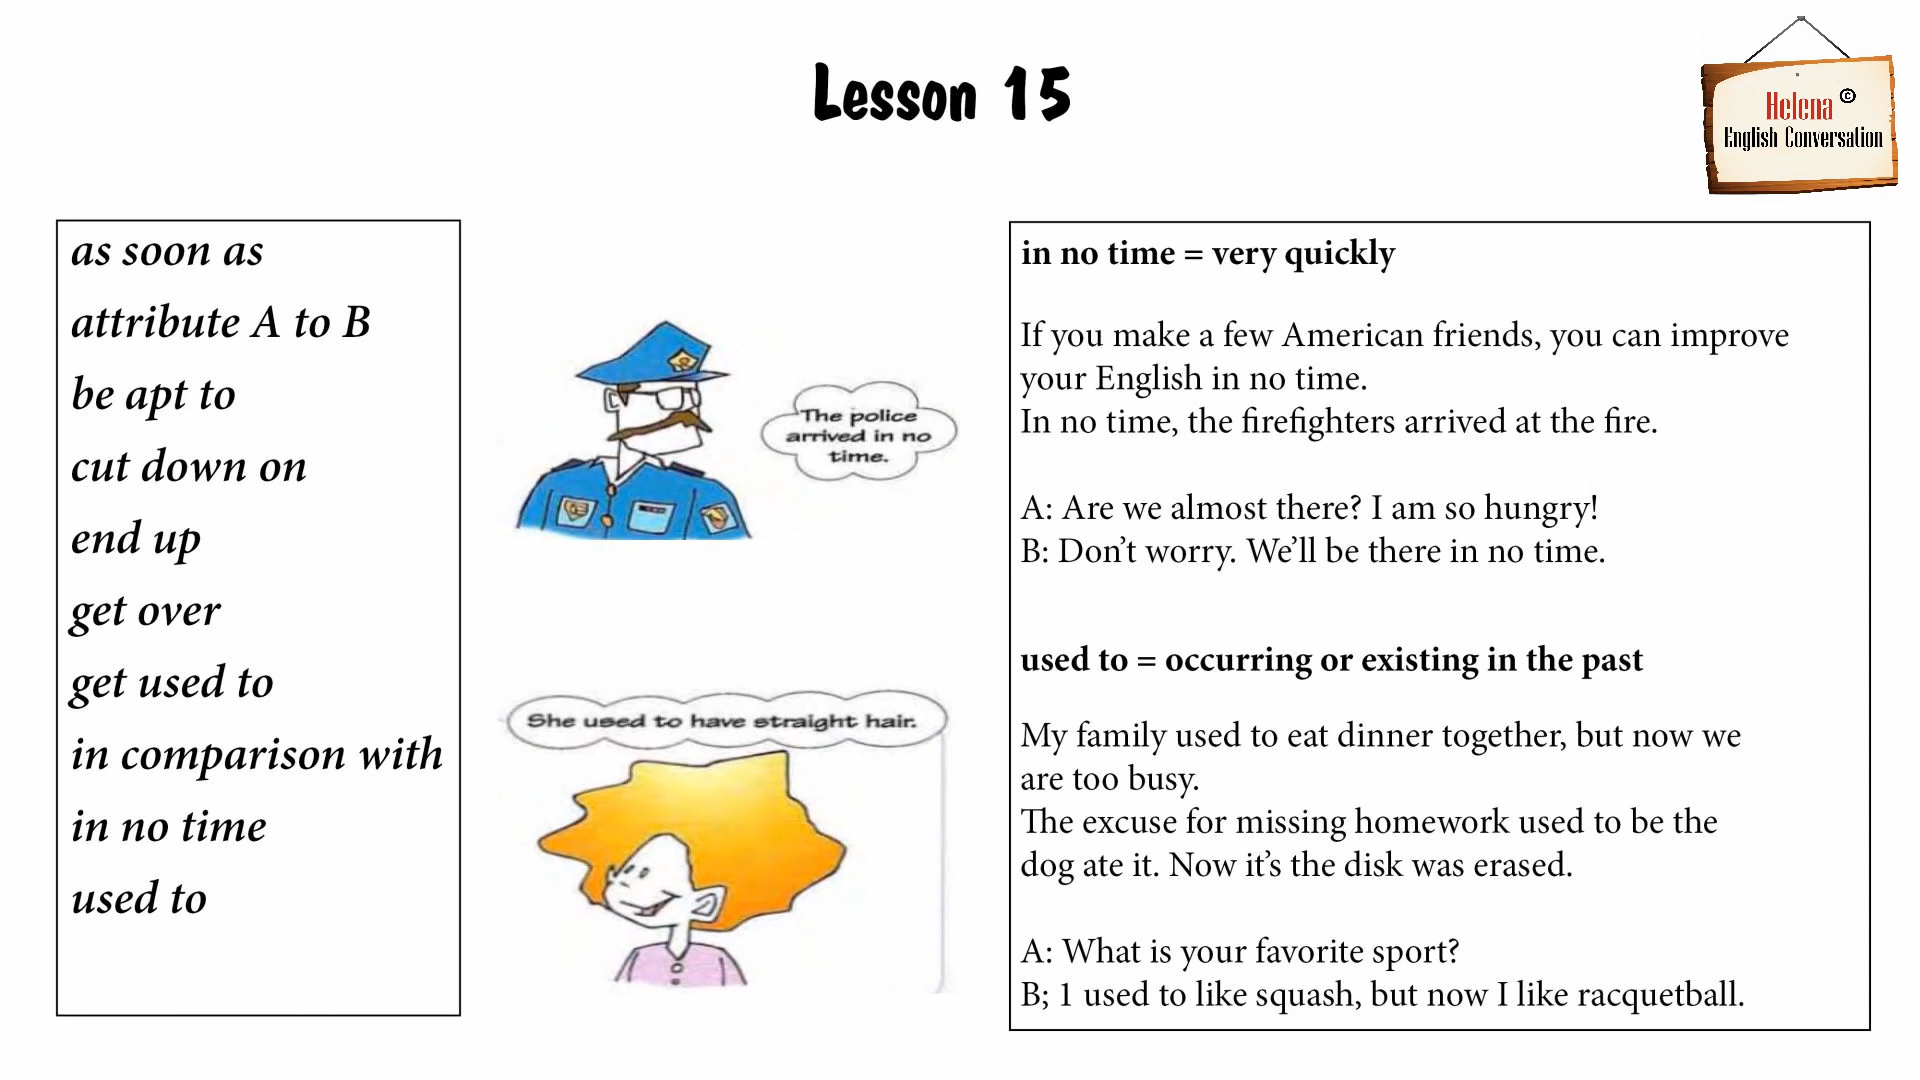 Lesson 15
Helena ©
English Conversation
as soon as
attribute A to B
be apt to
cut down on
end up
get over
get used to
in comparison with
in no time
used to
The police
arrived in no
time.
She used to have straight hair.
in no time = very quickly
If you make a few American friends, you can improve
your English in no time.
In no time, the firefighters arrived at the fire.
A: Are we almost there? I am so hungry!
B: Don’t worry. We’ll be there in no time.
used to = occurring or existing in the past
My family used to eat dinner together, but now we
are too busy.
The excuse for missing homework used to be the
dog ate it. Now it’s the disk was erased.
A: What is your favorite sport?
B; 1 used to like squash, but now I like racquetball.